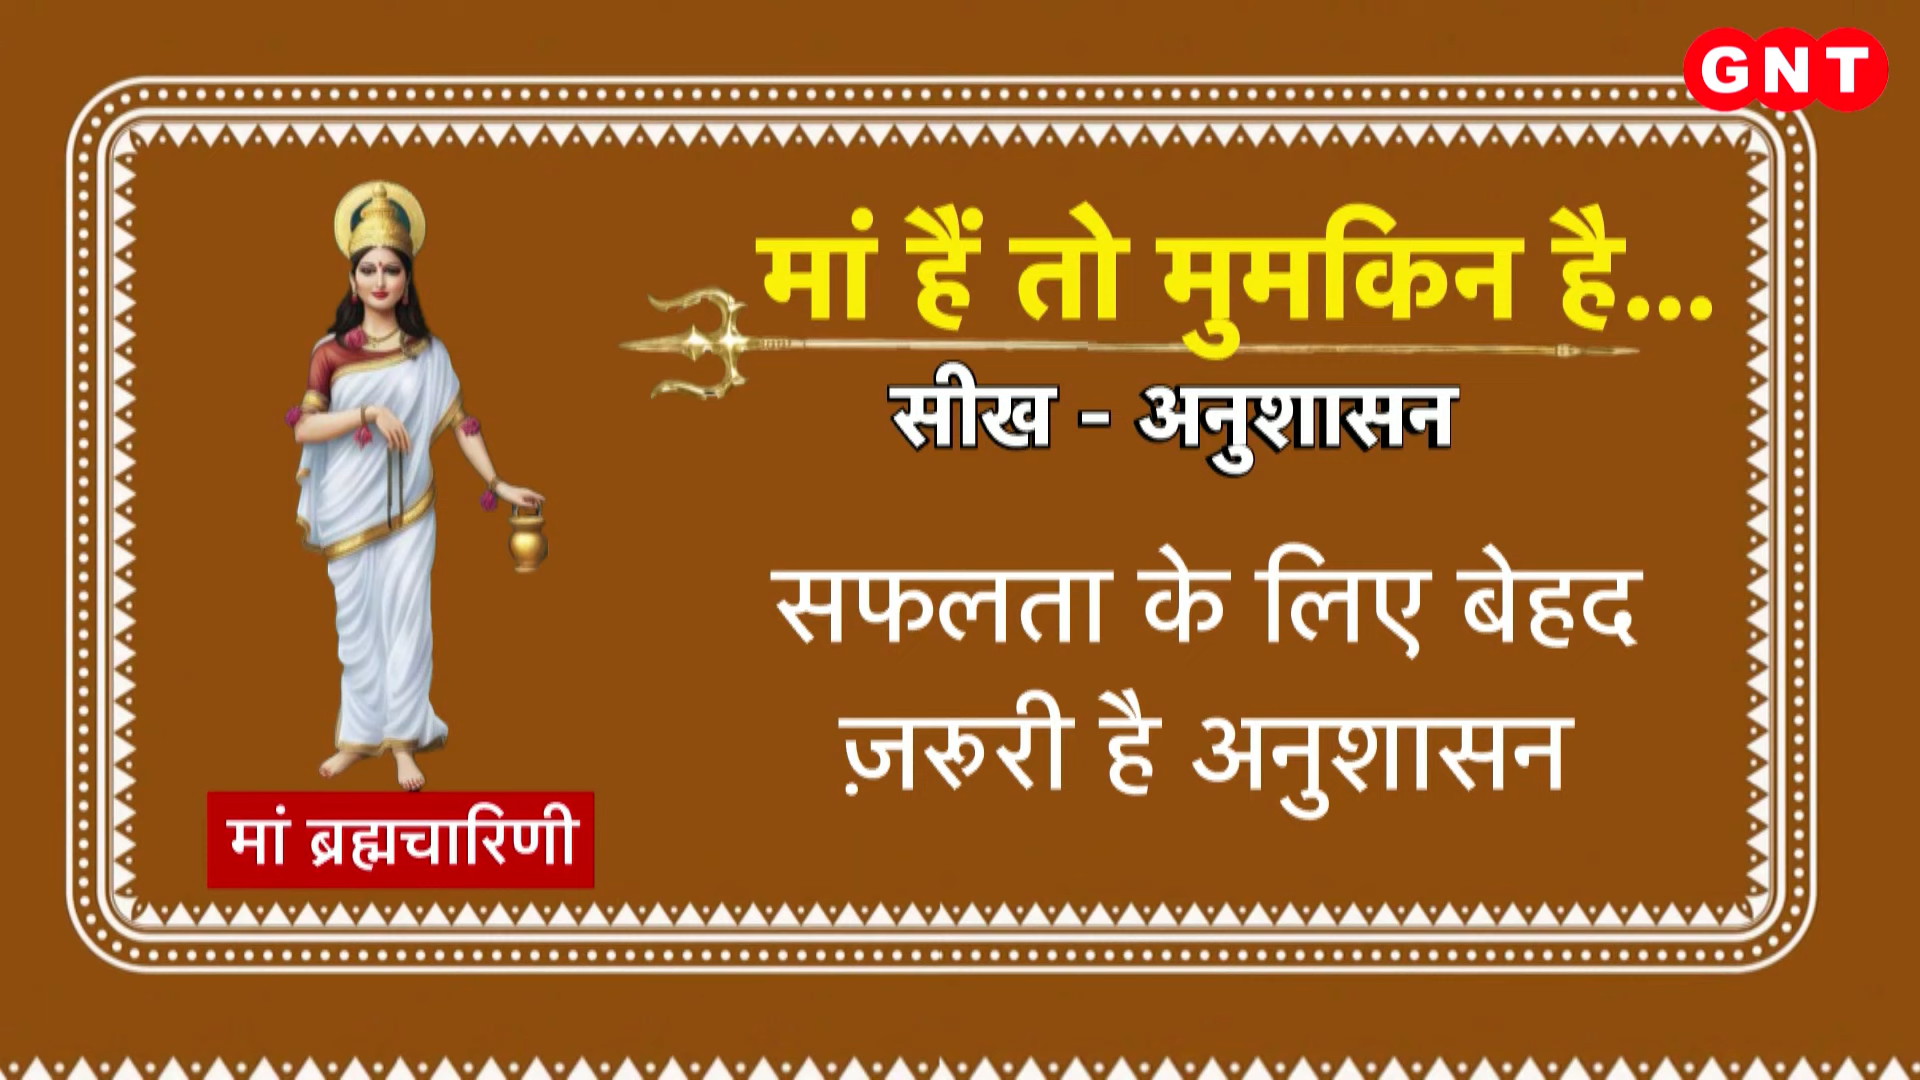 GNT
मां हैं तो मुमकिन है...
सीख - अनुशासन
सफलता के लिए बेहद
ज़रूरी है अनुशासन
मां ब्रह्मचारिणी